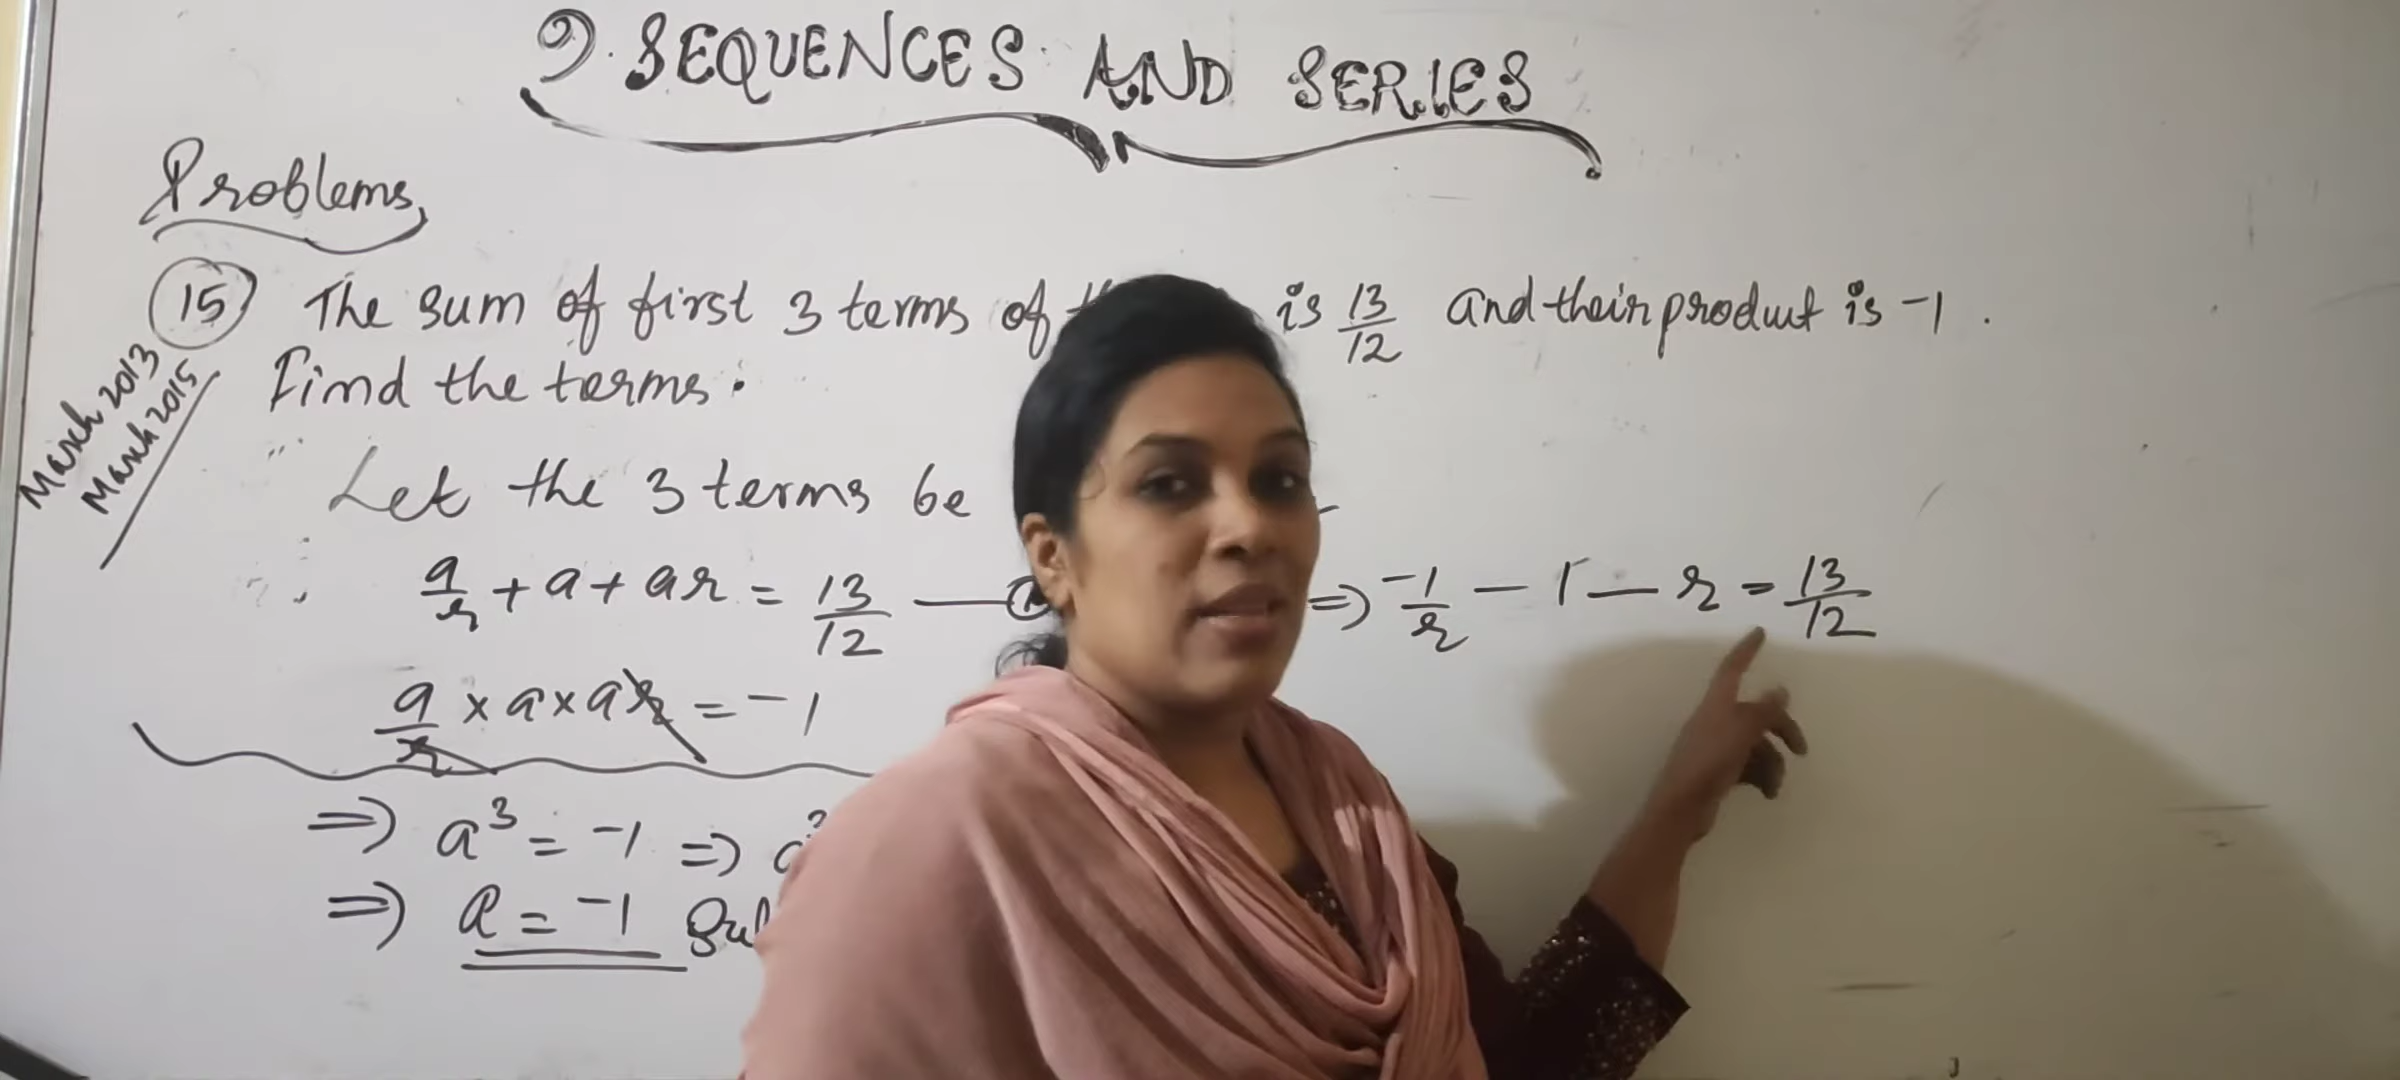 9. SEQUENCES AND SERIES
Problems,
15 The sum of first 3 terms of is 13/12 and their product is -1.
Find the terms.
March 2013
March 2015
Let the 3 terms be
a/r + a + ar = 13/12 — ⇒ -1/r - 1 - r = 13/12
a/r × a × ar = -1
⇒ a³ = -1 ⇒
⇒ a = -1